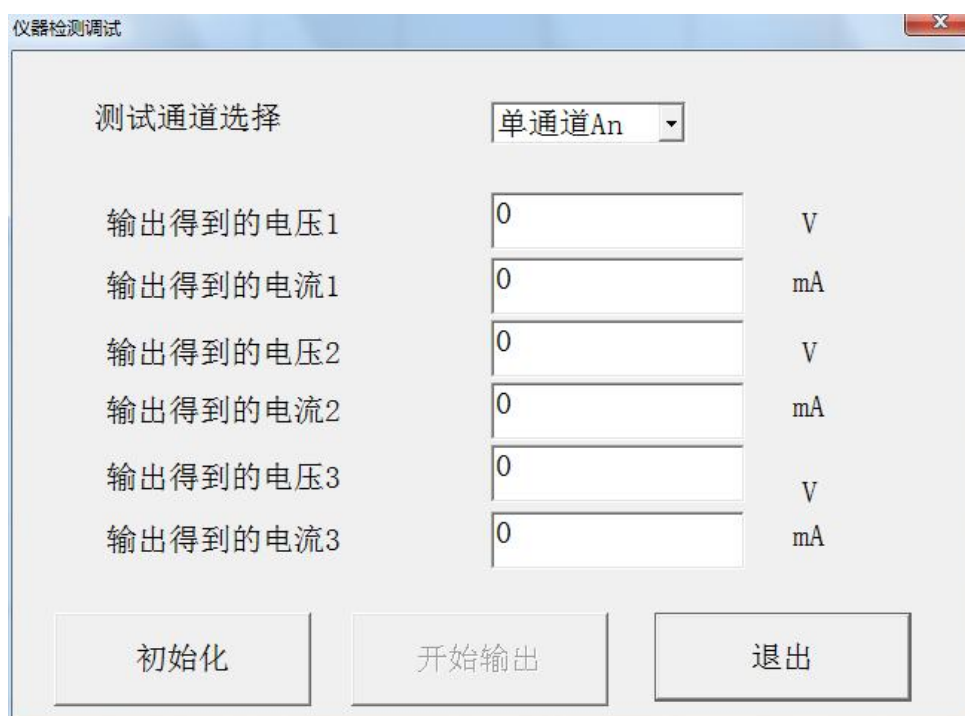 仪器检测调试
测试通道选择 单通道An
输出得到的电压1 0 V
输出得到的电流1 0 mA
输出得到的电压2 0 V
输出得到的电流2 0 mA
输出得到的电压3 0 V
输出得到的电流3 0 mA
初始化 开始输出 退出